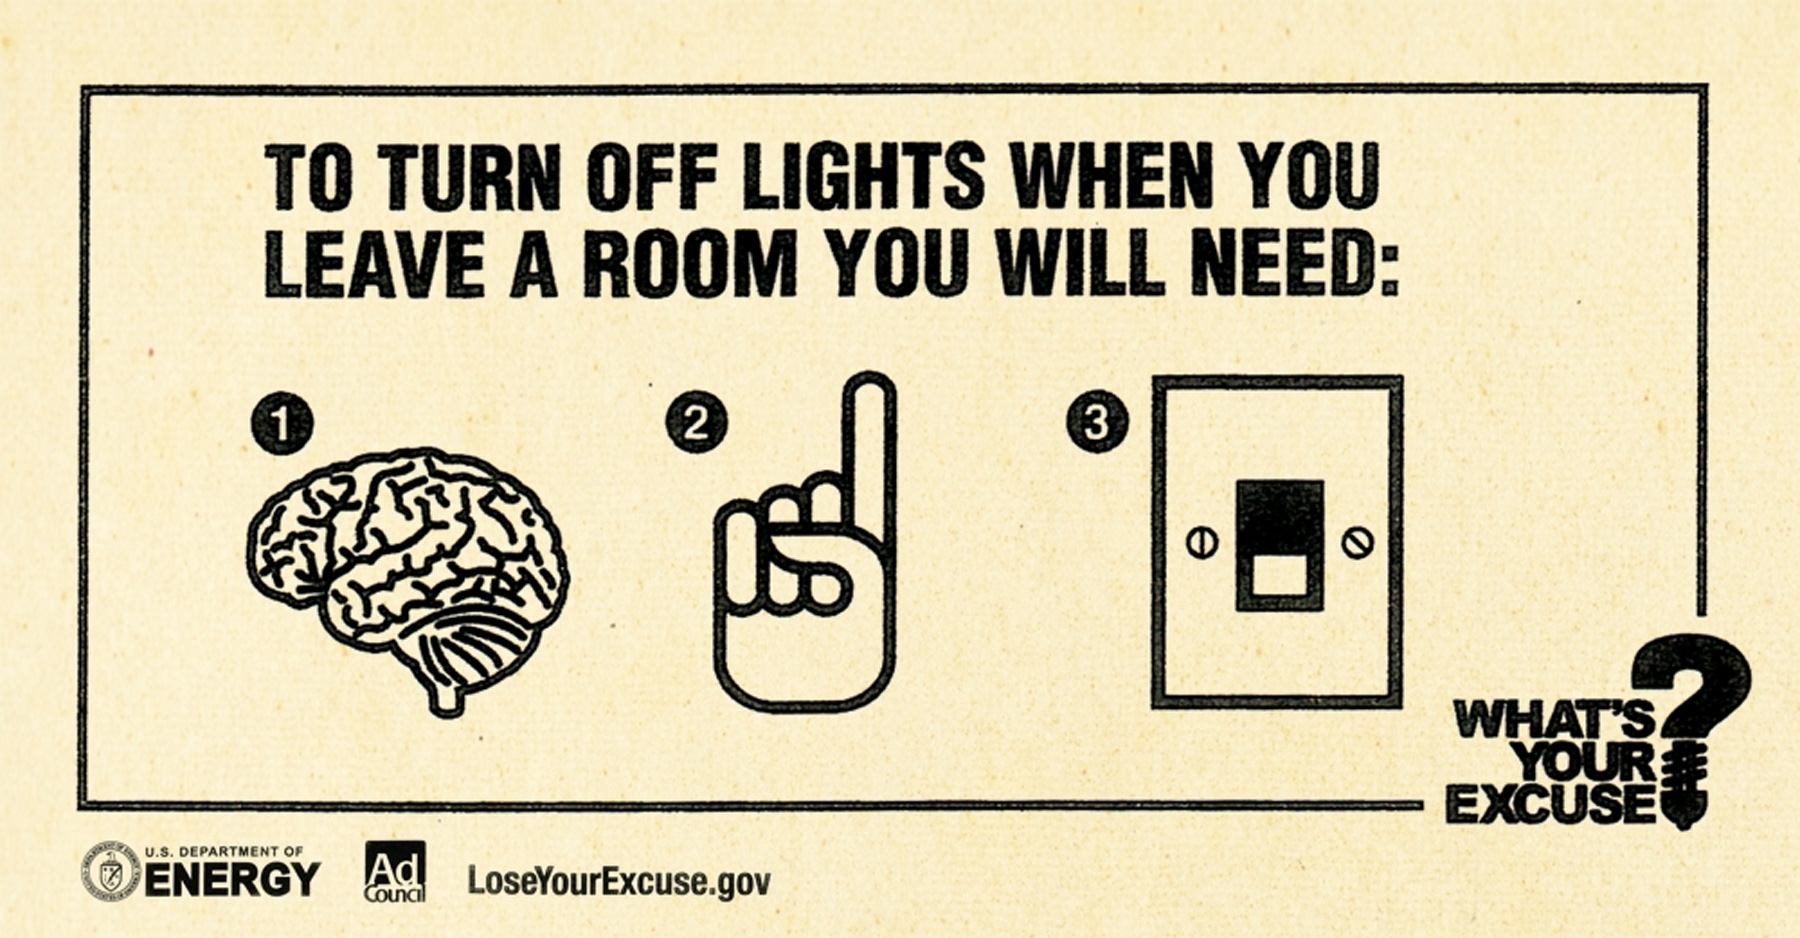 TO TURN OFF LIGHTS WHEN YOU
LEAVE A ROOM YOU WILL NEED:
1
2
3
WHAT'S
YOUR
EXCUSE?
U.S. DEPARTMENT OF
ENERGY
Ad
Council
LoseYourExcuse.gov